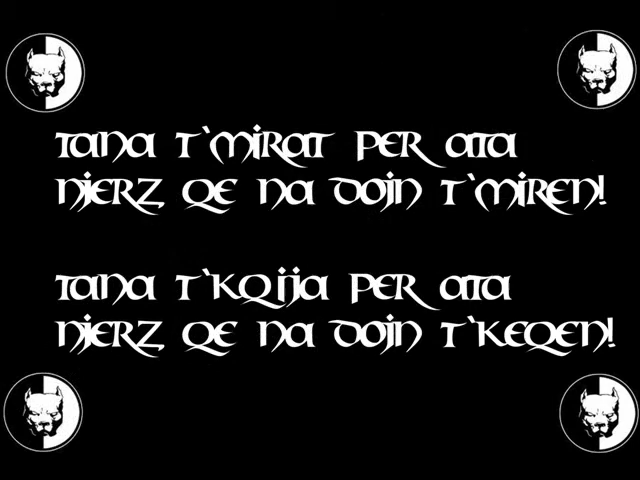 TANA T`MIRAT PER ATA
NJERZ QE NA DOJN T`MIREN!
TANA T`KQIJA PER ATA
NJERZ QE NA DOJN T`KEQEN!